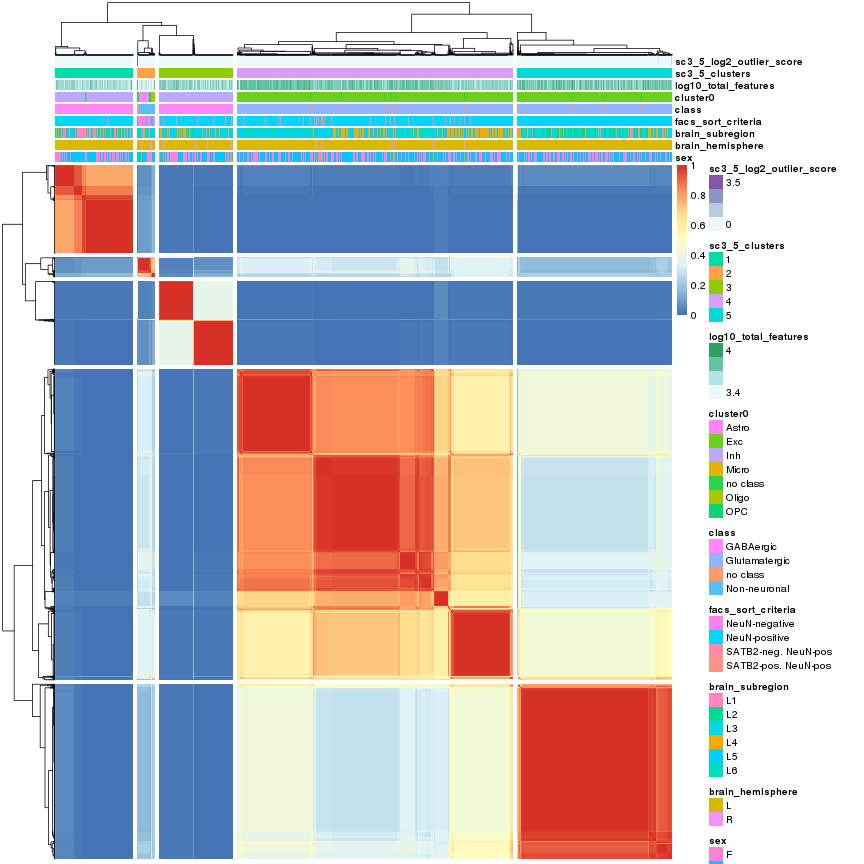 sc3_5_log2_outlier_score
sc3_5_clusters
log10_total_features
cluster0
class
facs_sort_criteria
brain_subregion
brain_hemisphere
sex
1
0.8
0.6
0.4
0.2
0
sc3_5_log2_outlier_score
3.5
0
sc3_5_clusters
1
2
3
4
5
log10_total_features
4
3.4
cluster0
Astro
Exc
Inh
Micro
no class
Oligo
OPC
class
GABAergic
Glutamatergic
no class
Non-neuronal
facs_sort_criteria
NeuN-negative
NeuN-positive
SATB2-neg. NeuN-pos
SATB2-pos. NeuN-pos
brain_subregion
L1
L2
L3
L4
L5
L6
brain_hemisphere
L
R
sex
F